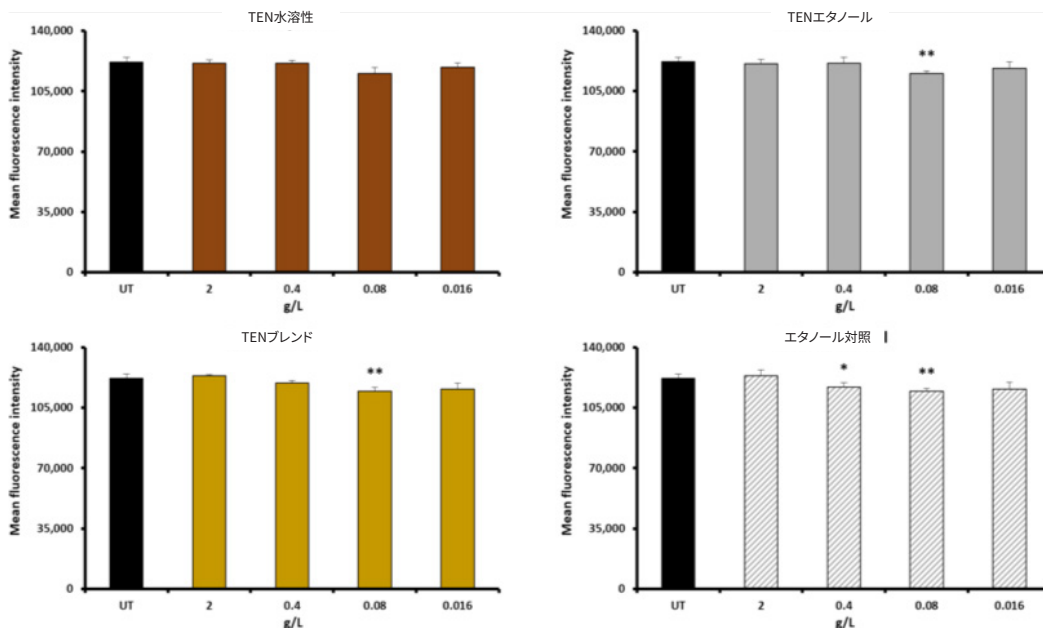 TEN水溶性
140,000
105,000
70,000
35,000
0
Mean fluorescence intensity
UT 2 0.4 0.08 0.016
g/L
TENエタノール
140,000
105,000
70,000
35,000
0
Mean fluorescence intensity
**
UT 2 0.4 0.08 0.016
g/L
TENブレンド
140,000
105,000
70,000
35,000
0
Mean fluorescence intensity
**
UT 2 0.4 0.08 0.016
g/L
エタノール対照
140,000
105,000
70,000
35,000
0
Mean fluorescence intensity
* **
UT 2 0.4 0.08 0.016
g/L